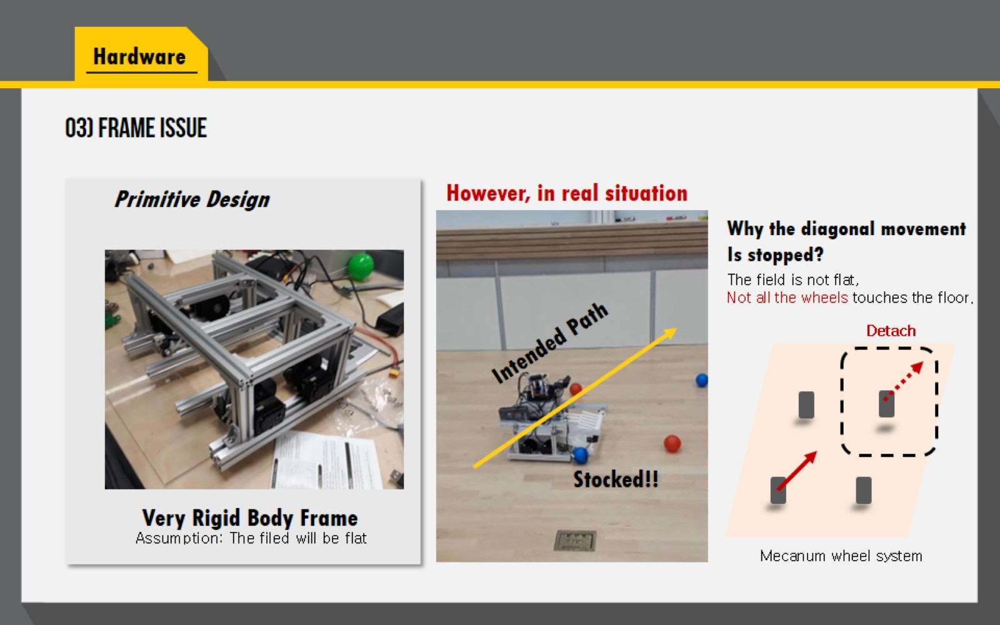 Hardware
03) FRAME ISSUE
Primitive Design
Very Rigid Body Frame
Assumption: The filed will be flat
However, in real situation
Intended Path
Stocked!!
Why the diagonal movement
Is stopped?
The field is not flat,
Not all the wheels touches the floor.
Detach
Mecanum wheel system